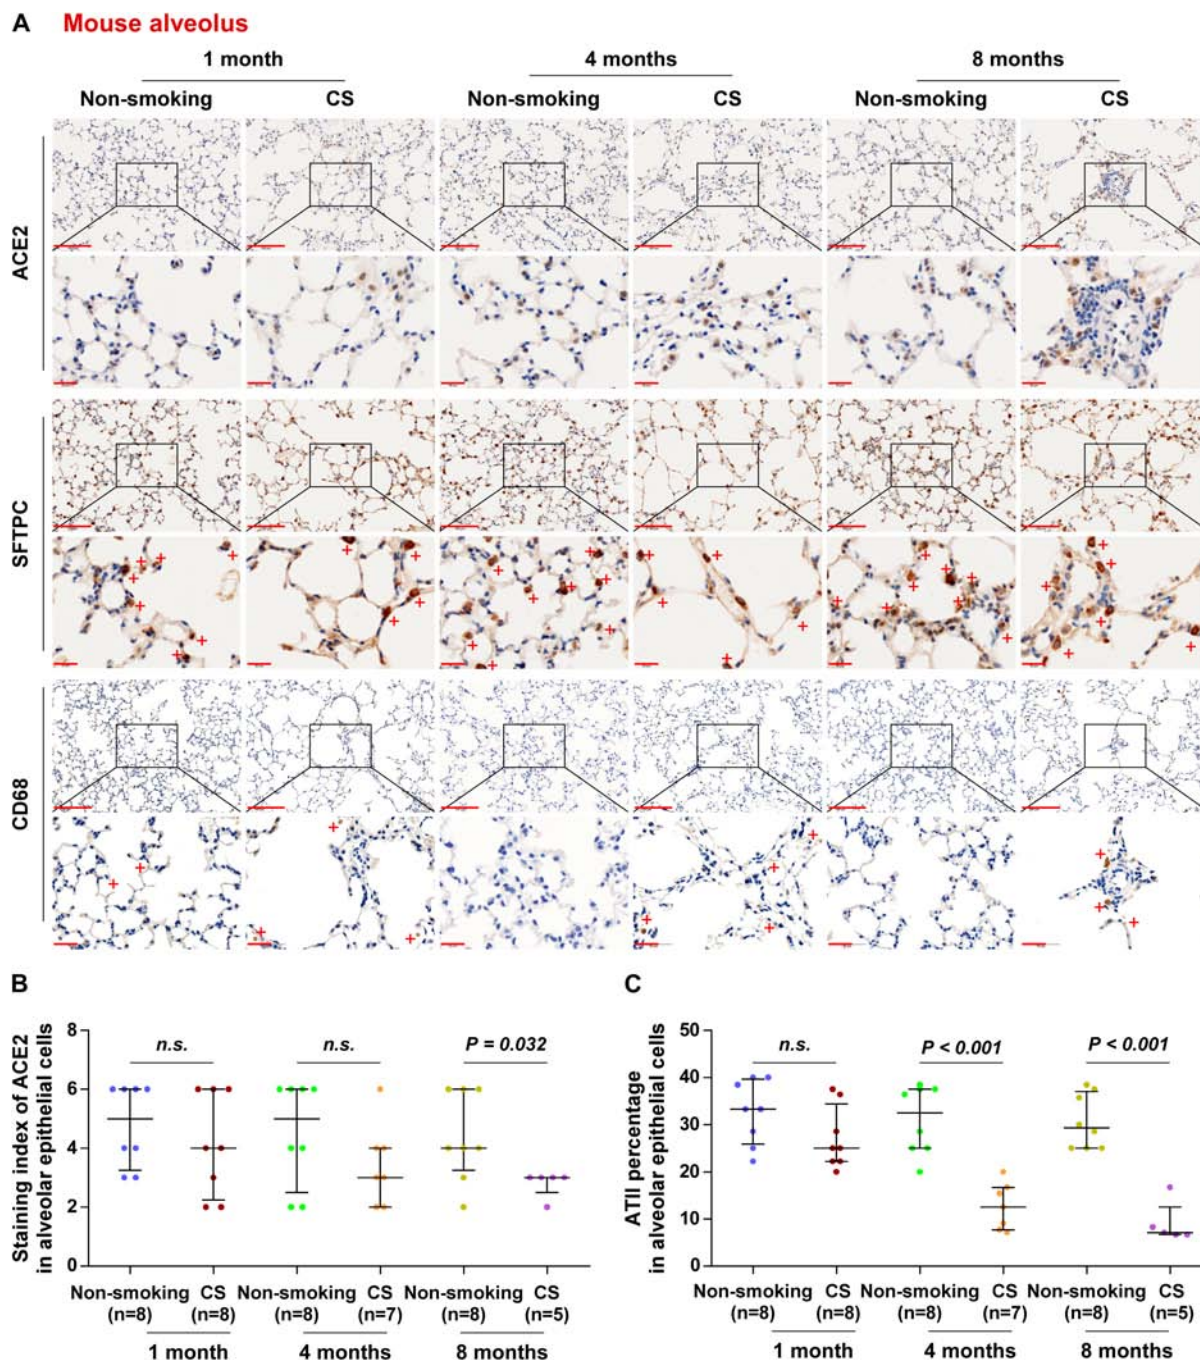 A Mouse alveolus
1 month 4 months 8 months
Non-smoking CS Non-smoking CS Non-smoking CS
ACE2
SFTPC
CD68
B
Staining index of ACE2
in alveolar epithelial cells
8
6
4
2
0
n.s. n.s. P = 0.032
Non-smoking CS Non-smoking CS Non-smoking CS
(n=8) (n=8) (n=8) (n=7) (n=8) (n=5)
1 month 4 months 8 months
C
ATII percentage
in alveolar epithelial cells
50
40
30
20
10
0
n.s. P < 0.001 P < 0.001
Non-smoking CS Non-smoking CS Non-smoking CS
(n=8) (n=8) (n=8) (n=7) (n=8) (n=5)
1 month 4 months 8 months